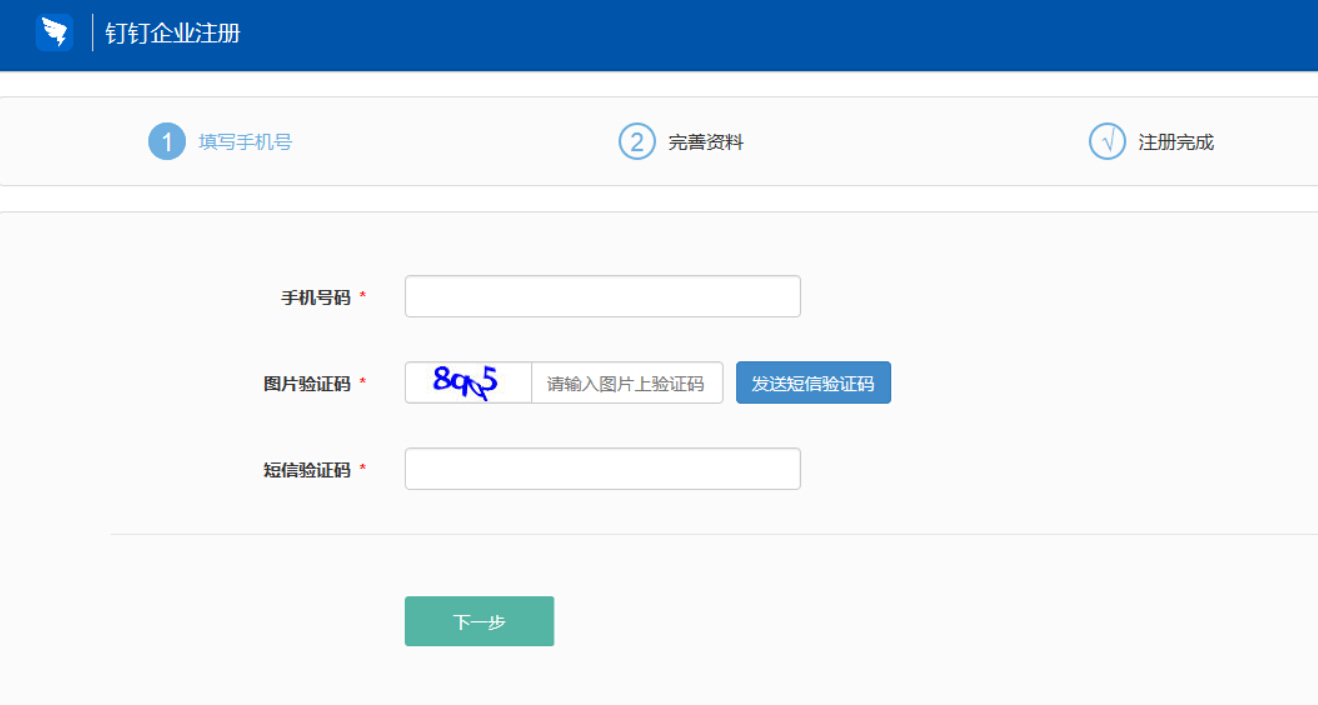 钉钉企业注册
1 填写手机号
2 完善资料
√ 注册完成
手机号码 *
图片验证码 * 请输入图片上验证码 发送短信验证码
短信验证码 *
下一步